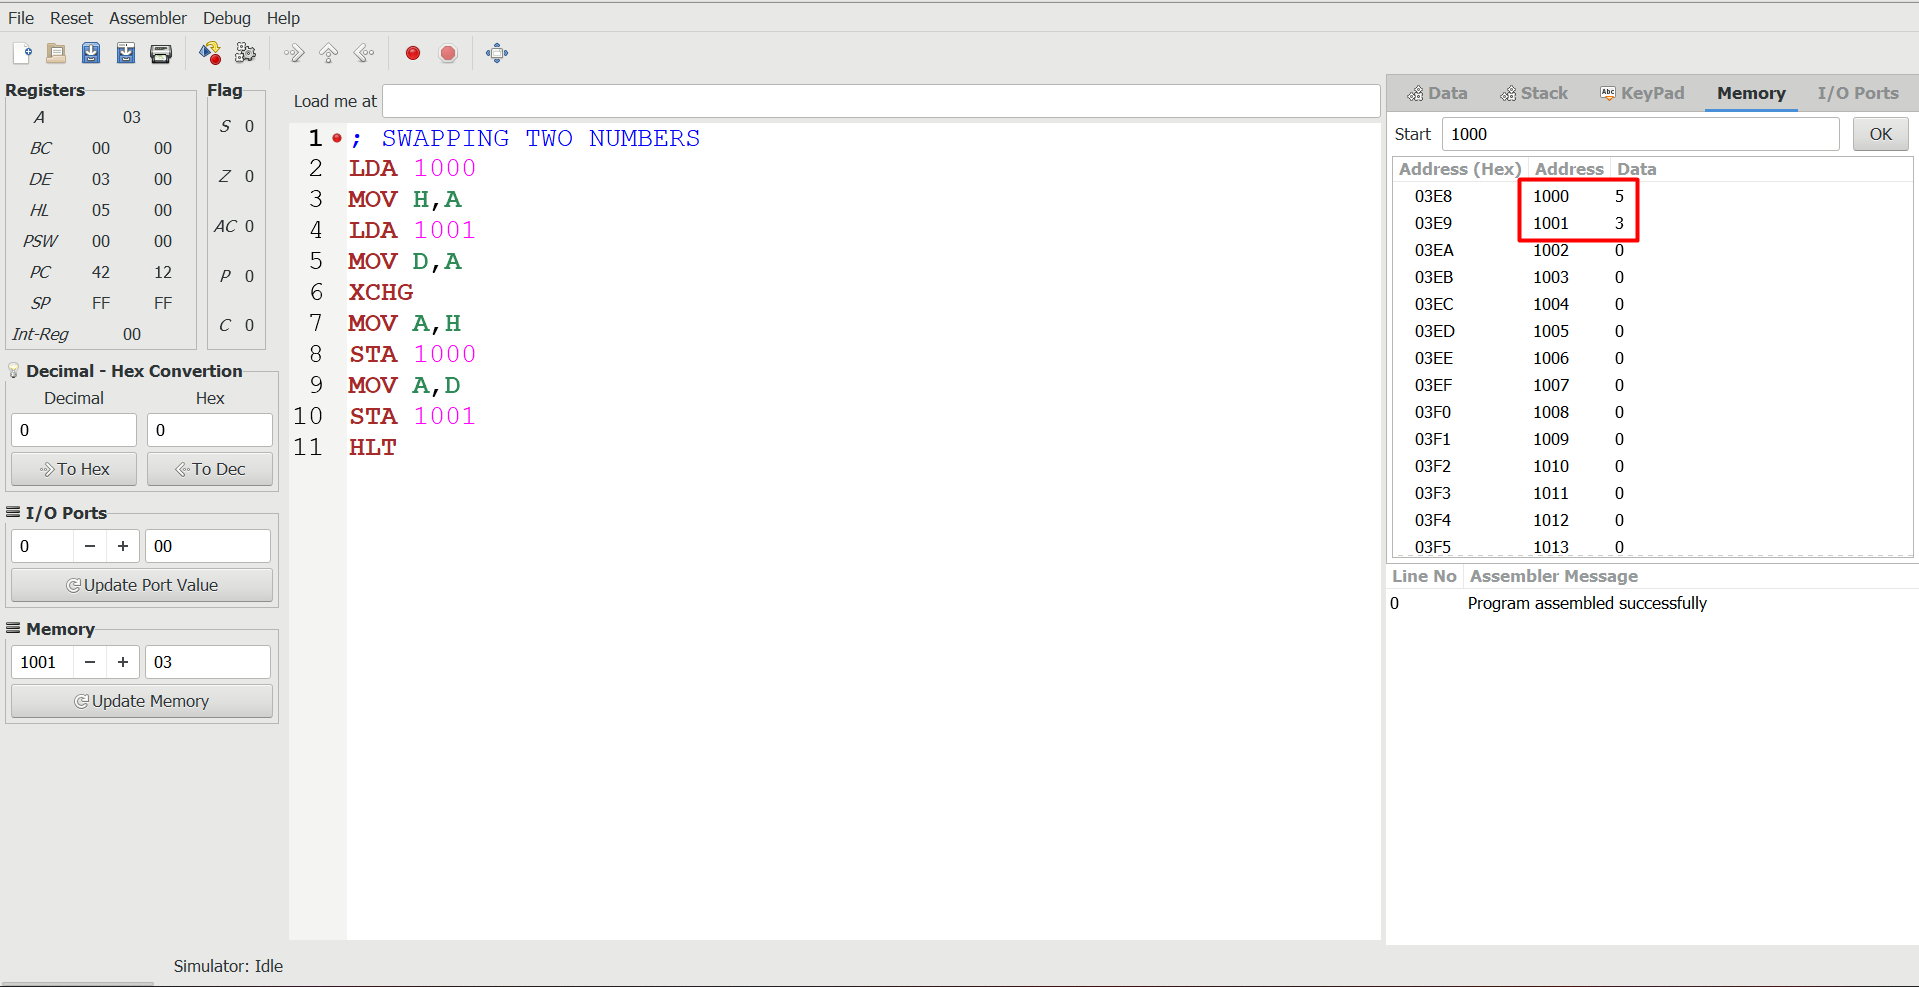 File Reset Assembler Debug Help
Registers
A 03
BC 00 00
DE 03 00
HL 05 00
PSW 00 00
PC 42 12
SP FF FF
Int-Reg 00
Flag
S 0
Z 0
AC 0
P 0
C 0
Decimal - Hex Convertion
Decimal Hex
0 0
To Hex To Dec
I/O Ports
0 − + 00
Update Port Value
Memory
1001 − + 03
Update Memory
Load me at
1 ; SWAPPING TWO NUMBERS
2 LDA 1000
3 MOV H,A
4 LDA 1001
5 MOV D,A
6 XCHG
7 MOV A,H
8 STA 1000
9 MOV A,D
10 STA 1001
11 HLT
Data Stack Abc KeyPad Memory I/O Ports
Start 1000 OK
Address (Hex) Address Data
03E8 1000 5
03E9 1001 3
03EA 1002 0
03EB 1003 0
03EC 1004 0
03ED 1005 0
03EE 1006 0
03EF 1007 0
03F0 1008 0
03F1 1009 0
03F2 1010 0
03F3 1011 0
03F4 1012 0
03F5 1013 0
Line No Assembler Message
0 Program assembled successfully
Simulator: Idle